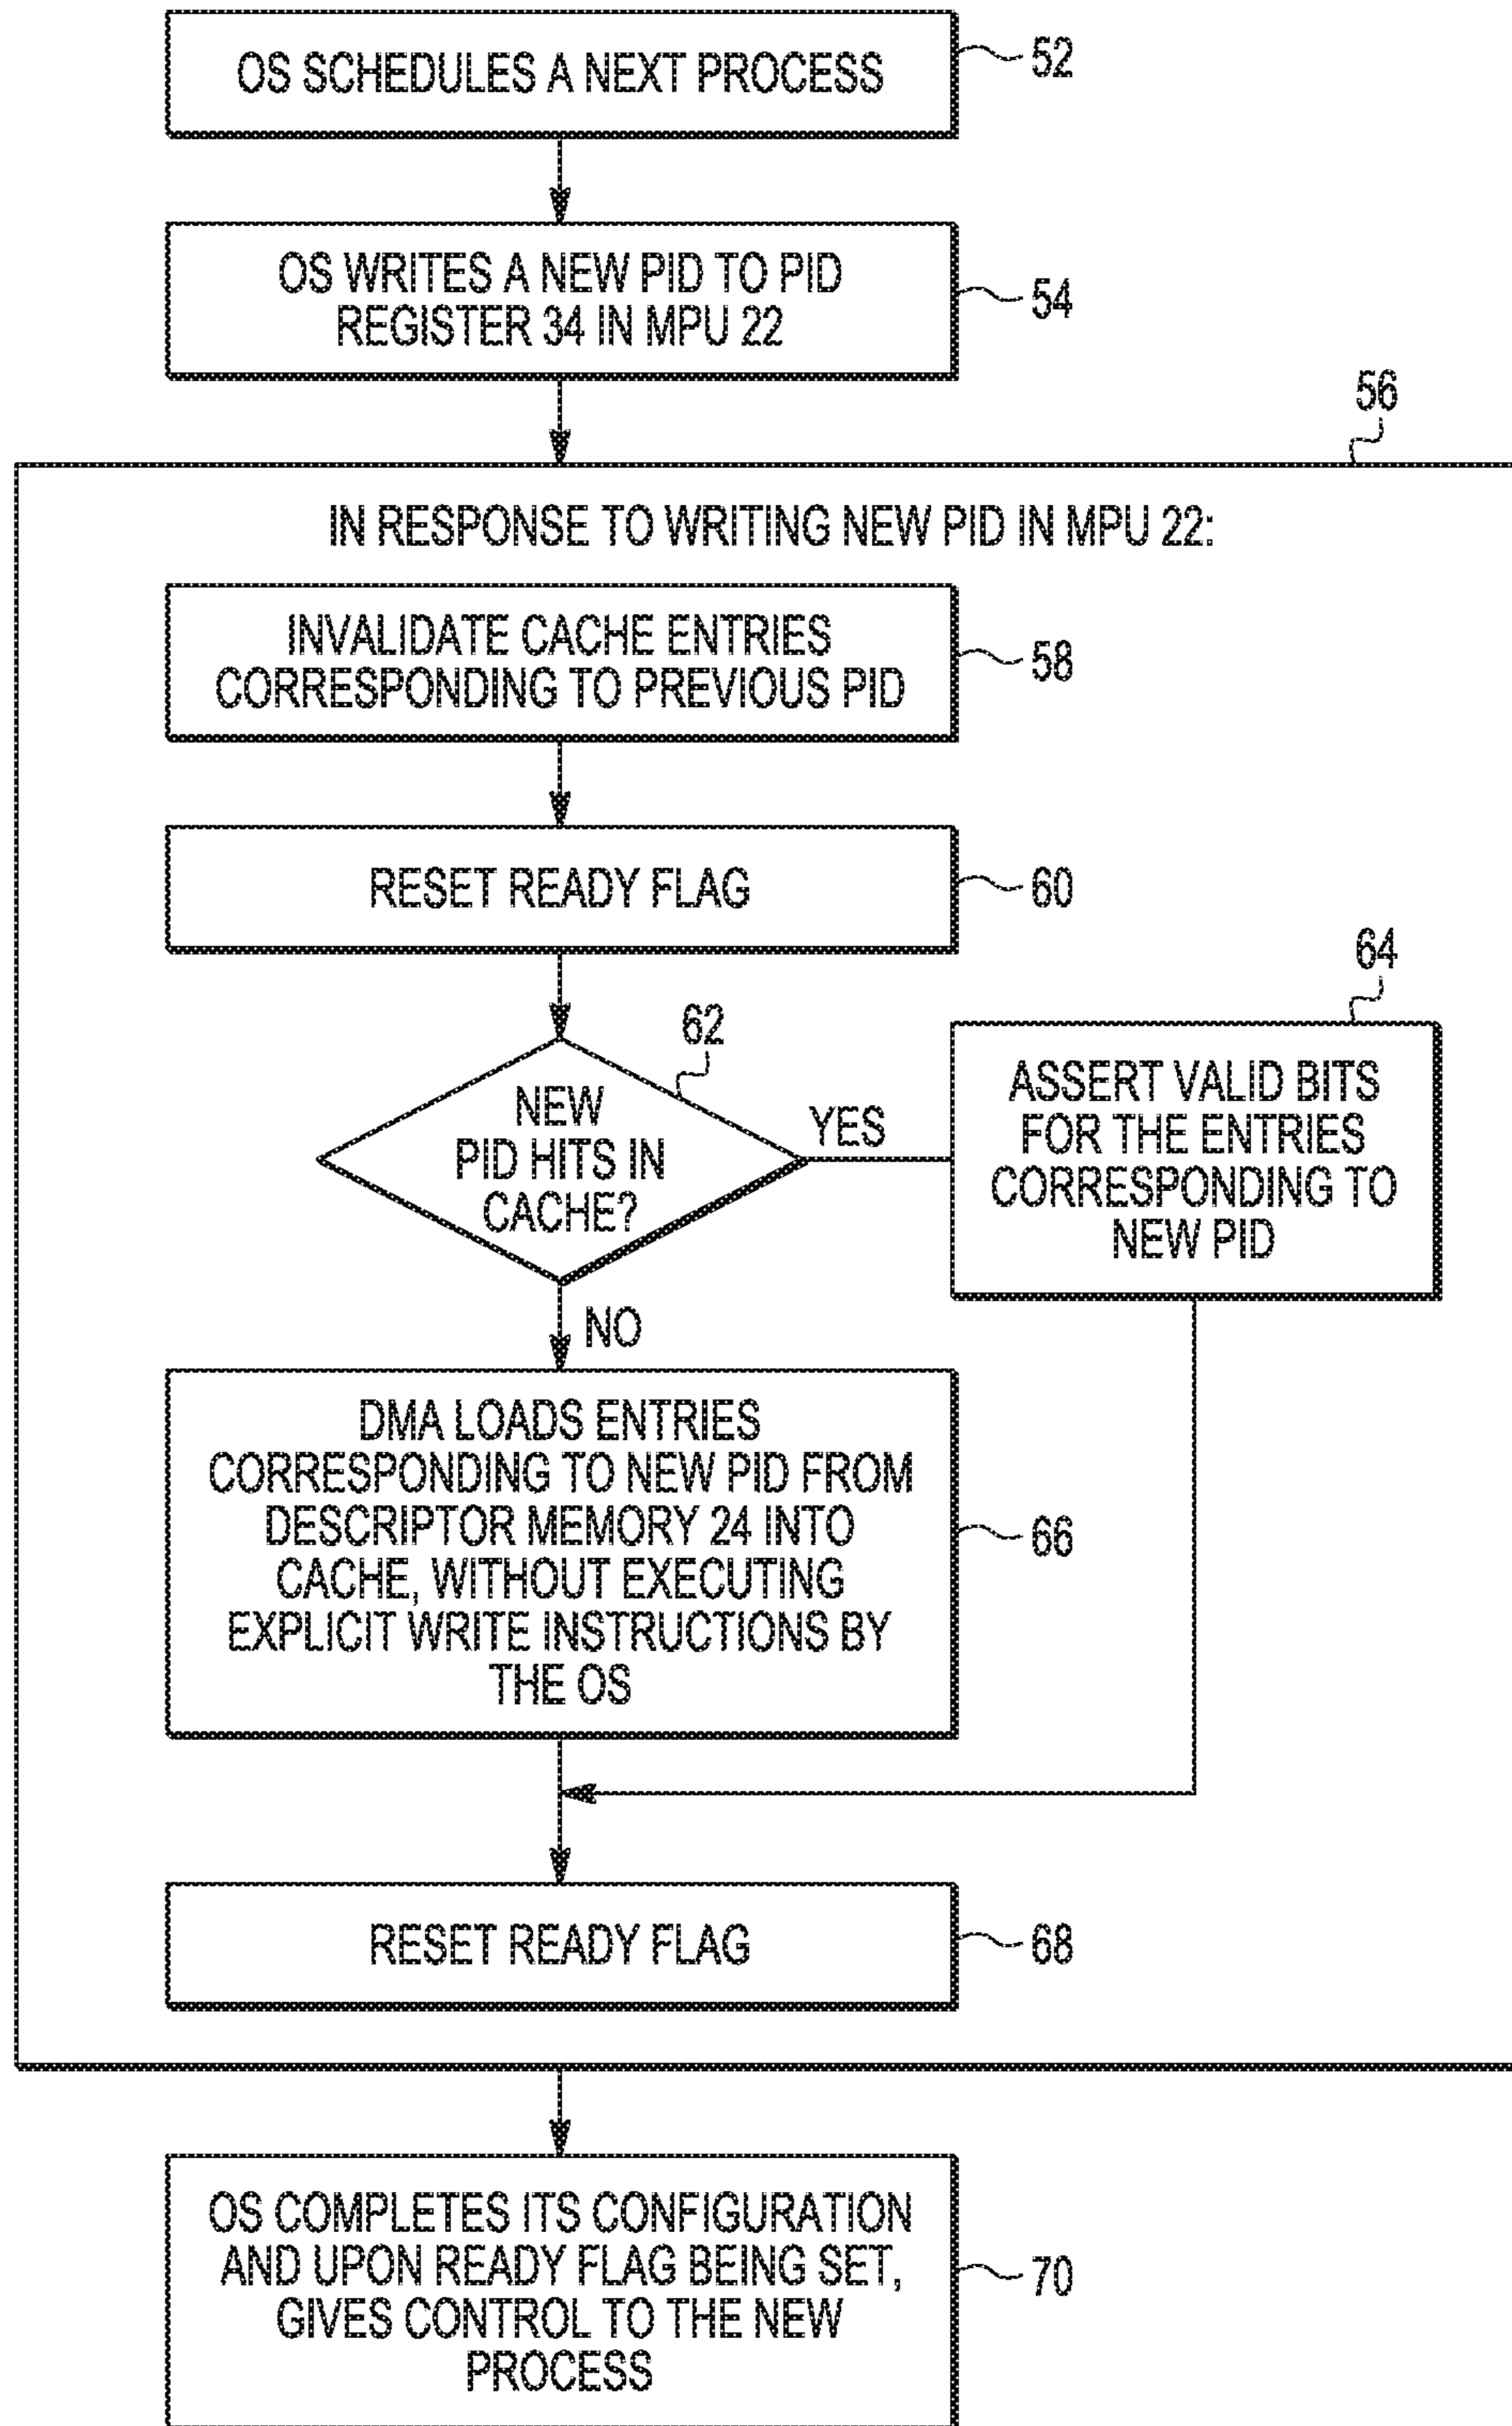 OS SCHEDULES A NEXT PROCESS
52
OS WRITES A NEW PID TO PID
REGISTER 34 IN MPU 22
54
56
IN RESPONSE TO WRITING NEW PID IN MPU 22:
INVALIDATE CACHE ENTRIES
CORRESPONDING TO PREVIOUS PID
58
RESET READY FLAG
60
62
NEW
PID HITS IN
CACHE?
YES
64
ASSERT VALID BITS
FOR THE ENTRIES
CORRESPONDING TO
NEW PID
NO
DMA LOADS ENTRIES
CORRESPONDING TO NEW PID FROM
DESCRIPTOR MEMORY 24 INTO
CACHE, WITHOUT EXECUTING
EXPLICIT WRITE INSTRUCTIONS BY
THE OS
66
RESET READY FLAG
68
OS COMPLETES ITS CONFIGURATION
AND UPON READY FLAG BEING SET,
GIVES CONTROL TO THE NEW
PROCESS
70